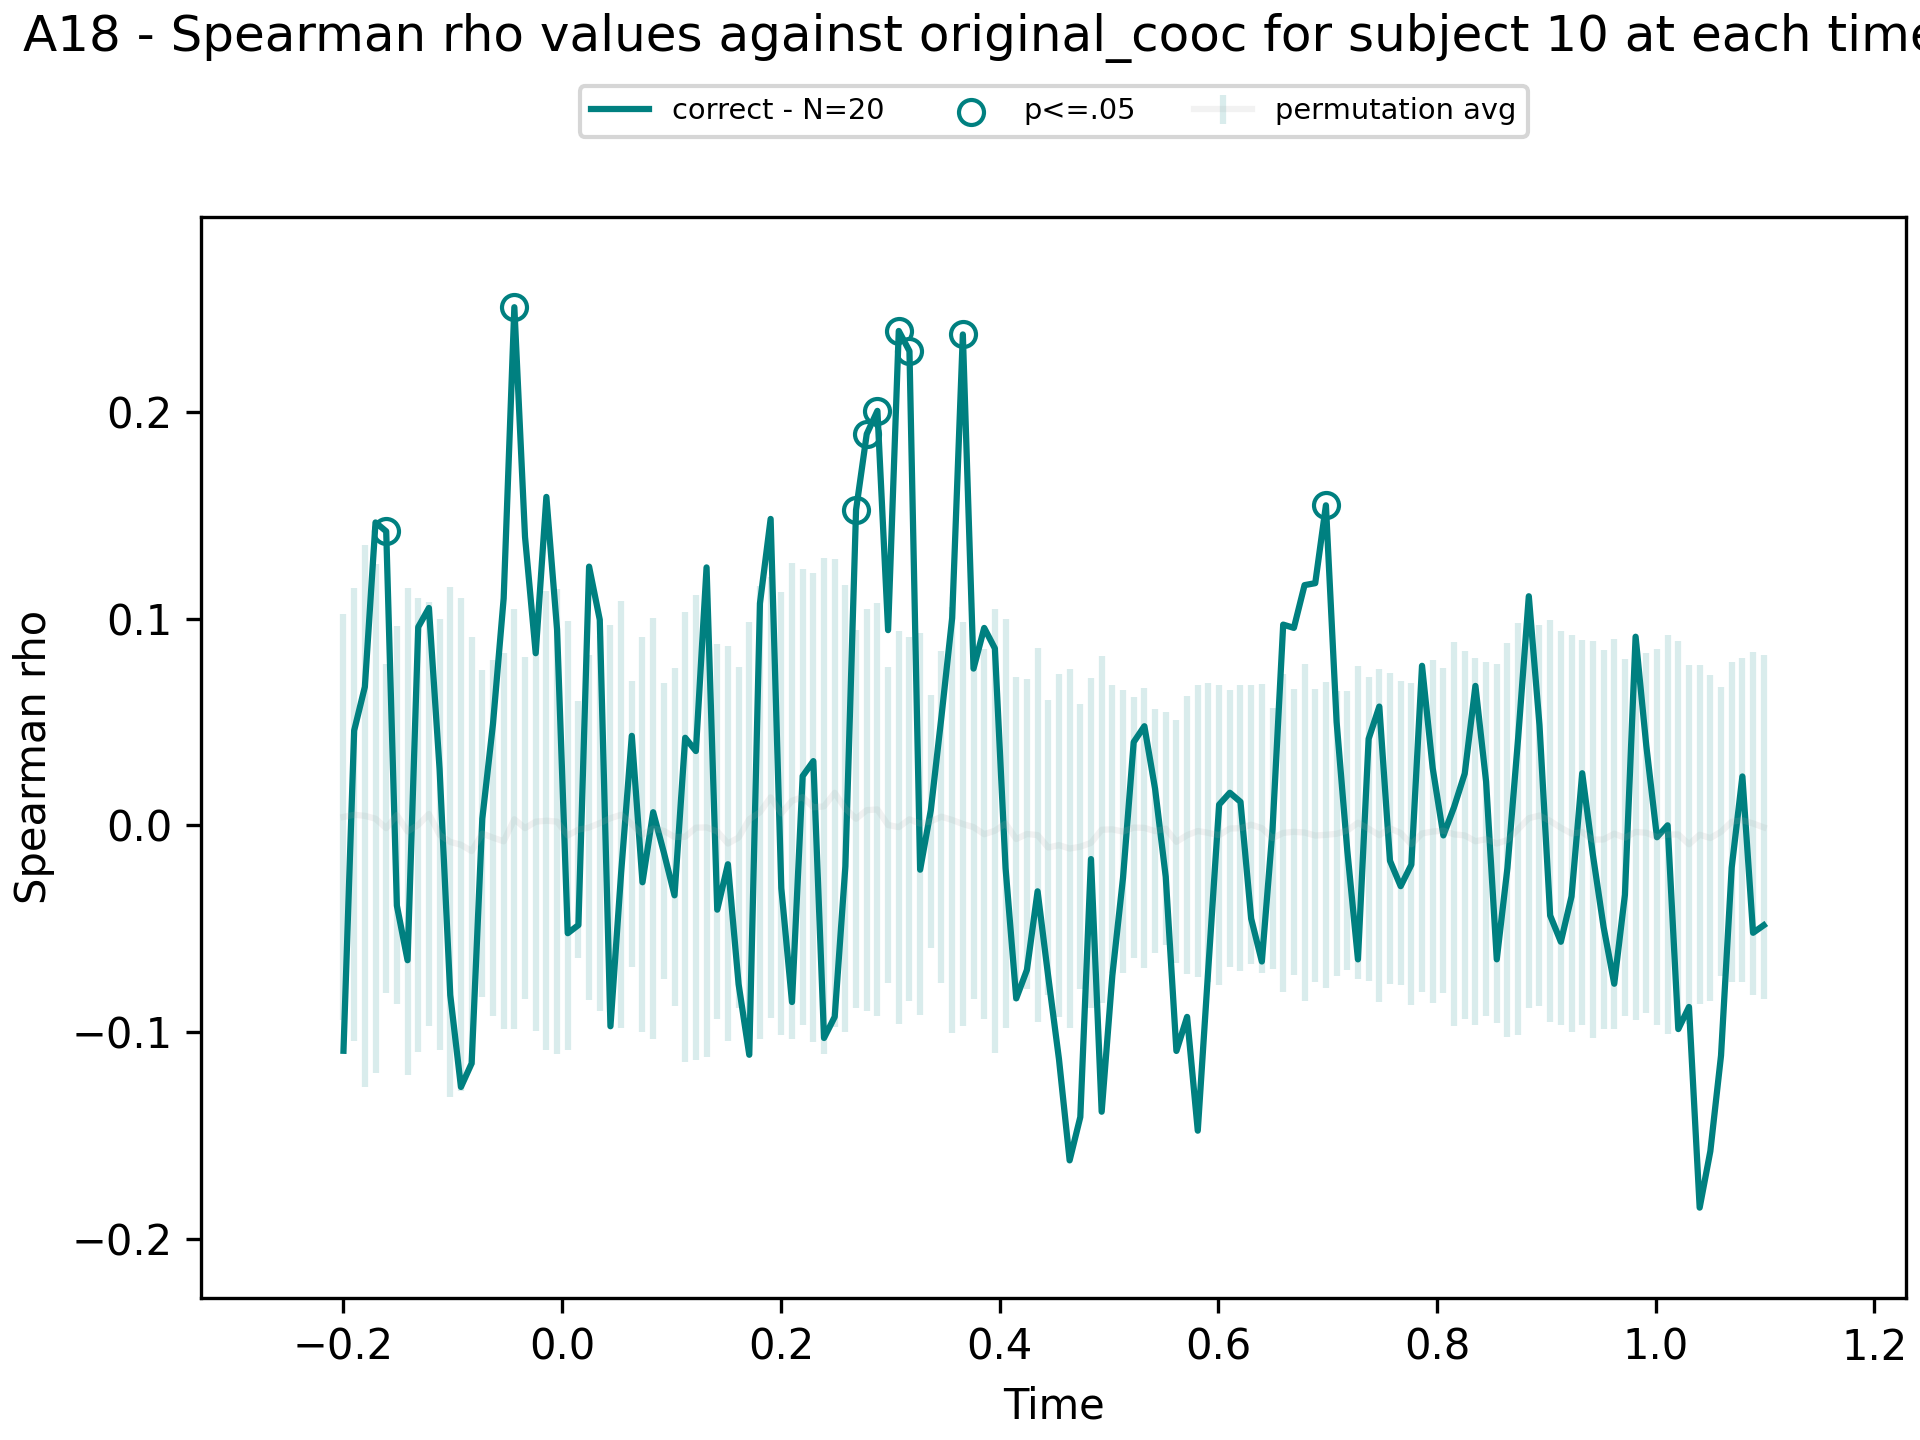 A18 - Spearman rho values against original_cooc for subject 10 at each time
correct - N=20 p<=.05 permutation avg
Spearman rho
0.2
0.1
0.0
−0.1
−0.2
−0.2 0.0 0.2 0.4 0.6 0.8 1.0 1.2
Time